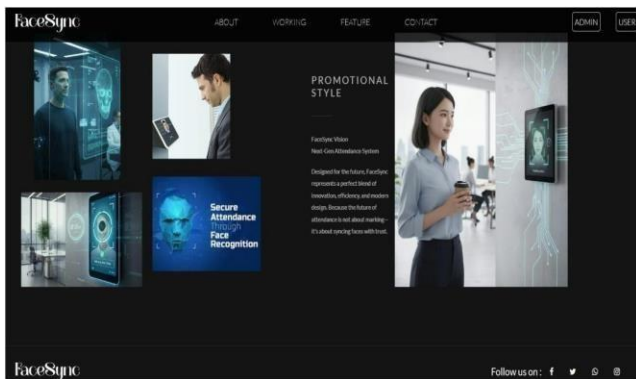 FaceSync
ABOUT WORKING FEATURE CONTACT
ADMIN USER
PROMOTIONAL
STYLE
FaceSync Vision
Next-Gen Attendance System
Designed for the future, FaceSync
represents a perfect blend of
innovation, efficiency, and modern
design. Because the future of
attendance is not about marking –
it's about syncing faces with trust.
Secure
Attendance
Through
Face
Recognition
FaceSync
Follow us on :